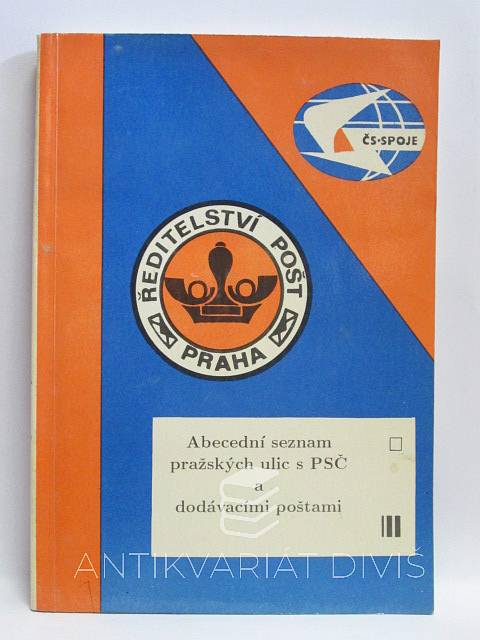 ČS·SPOJE
ŘEDITELSTVÍ POŠT
PRAHA
Abecední seznam
pražských ulic s PSČ
a
dodávacími poštami
ANTIKVARIÁT DIVIŠ